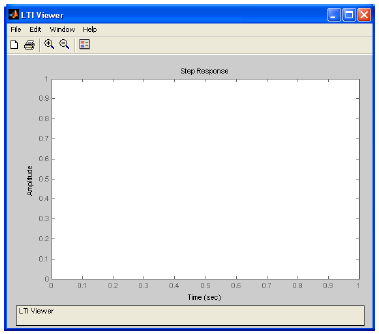 LTI Viewer
File Edit Window Help
Step Response
1
0.9
0.8
0.7
0.6
0.5
0.4
0.3
0.2
0.1
0
Amplitude
0 0.1 0.2 0.3 0.4 0.5 0.6 0.7 0.8 0.9 1
Time (sec)
LTI Viewer